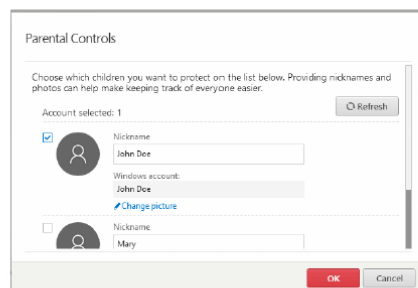 Parental Controls
Choose which children you want to protect on the list below. Providing nicknames and
photos can help make keeping track of everyone easier.
Refresh
Account selected: 1
Nickname
John Doe
Windows account:
John Doe
Change picture
Nickname
Mary
OK
Cancel